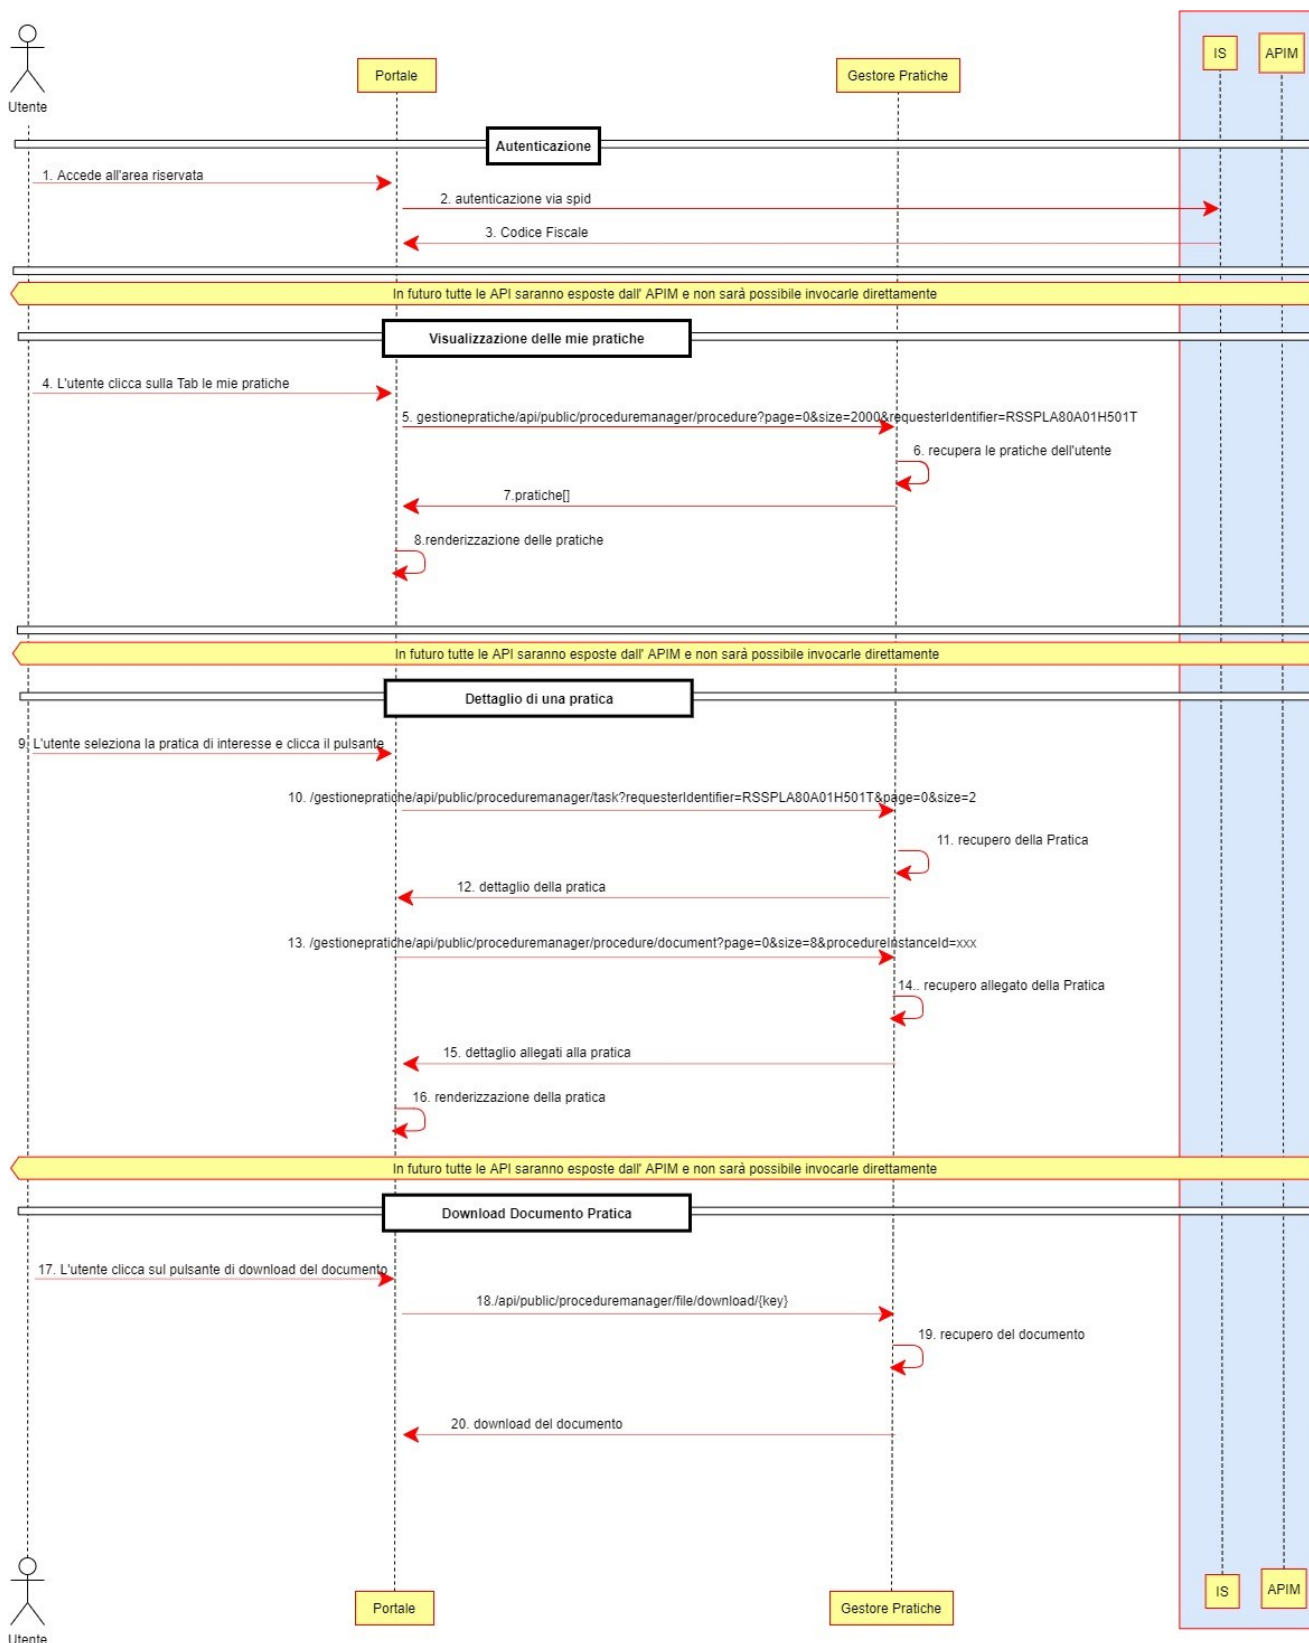 IS
APIM
Portale
Gestore Pratiche
Utente
Autenticazione
1. Accede all'area riservata
2. autenticazione via spid
3. Codice Fiscale
In futuro tutte le API saranno esposte dall' APIM e non sarà possibile invocarle direttamente
Visualizzazione delle mie pratiche
4. L'utente clicca sulla Tab le mie pratiche
5. gestionepratiche/api/public/proceduremanager/procedure?page=0&size=2000&requesterIdentifier=RSSPLA80A01H501T
6. recupera le pratiche dell'utente
7.pratiche[]
8.renderizzazione delle pratiche
In futuro tutte le API saranno esposte dall' APIM e non sarà possibile invocarle direttamente
Dettaglio di una pratica
9. L'utente seleziona la pratica di interesse e clicca il pulsante
10. /gestionepratiche/api/public/proceduremanager/task?requesterIdentifier=RSSPLA80A01H501T&page=0&size=2
11. recupero della Pratica
12. dettaglio della pratica
13. /gestionepratiche/api/public/proceduremanager/procedure/document?page=0&size=8&procedureInstanceId=xxx
14.. recupero allegato della Pratica
15. dettaglio allegati alla pratica
16. renderizzazione della pratica
In futuro tutte le API saranno esposte dall' APIM e non sarà possibile invocarle direttamente
Download Documento Pratica
17. L'utente clicca sul pulsante di download del documento
18./api/public/proceduremanager/file/download/{key}
19. recupero del documento
20. download del documento
IS
APIM
Portale
Gestore Pratiche
Utente